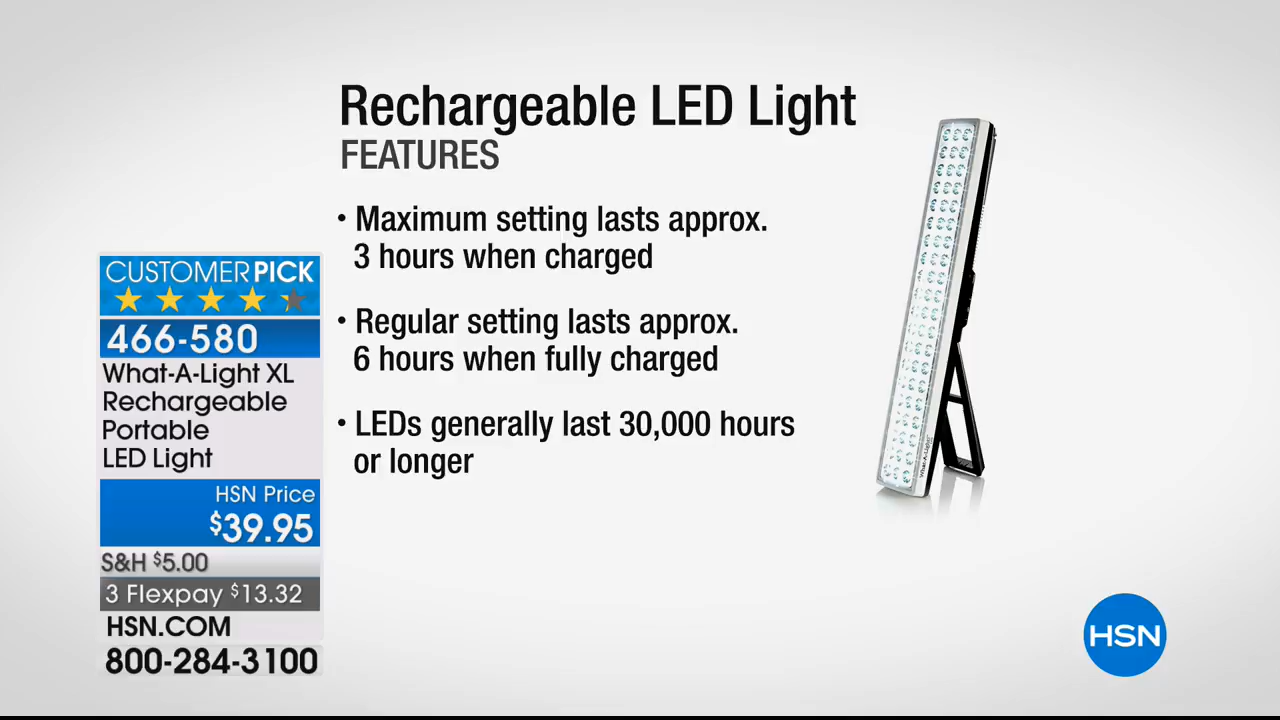 Rechargeable LED Light
FEATURES
• Maximum setting lasts approx.
3 hours when charged
• Regular setting lasts approx.
6 hours when fully charged
• LEDs generally last 30,000 hours
or longer
CUSTOMER PICK
466-580
What-A-Light XL
Rechargeable
Portable
LED Light
HSN Price
$39.95
S&H $5.00
3 Flexpay $13.32
HSN.COM
800-284-3100
What-A-Light
HSN